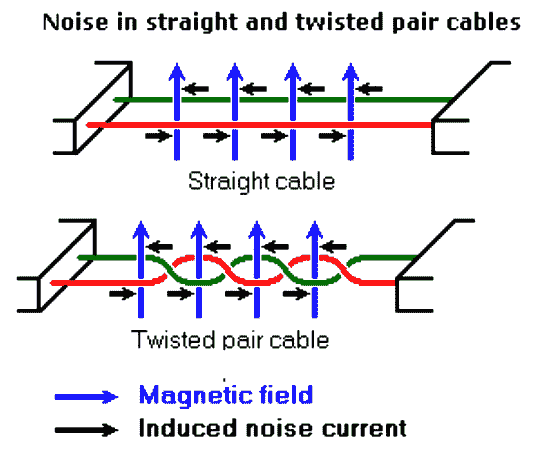 Noise in straight and twisted pair cables
Straight cable
Twisted pair cable
Magnetic field
Induced noise current